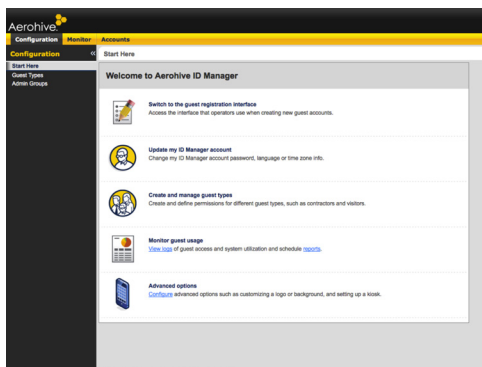 Aerohive
Configuration Monitor Accounts
Configuration « Start Here
Start Here
Guest Types
Admin Groups
Welcome to Aerohive ID Manager
Switch to the guest registration interface
Access the interface that operators use when creating new guest accounts.
Update my ID Manager account
Change my ID Manager account password, language or time zone info.
Create and manage guest types
Create and define permissions for different guest types, such as contractors and visitors.
Monitor guest usage
View logs of guest access and system utilization and schedule reports.
Advanced options
Configure advanced options such as customizing a logo or background, and setting up a kiosk.